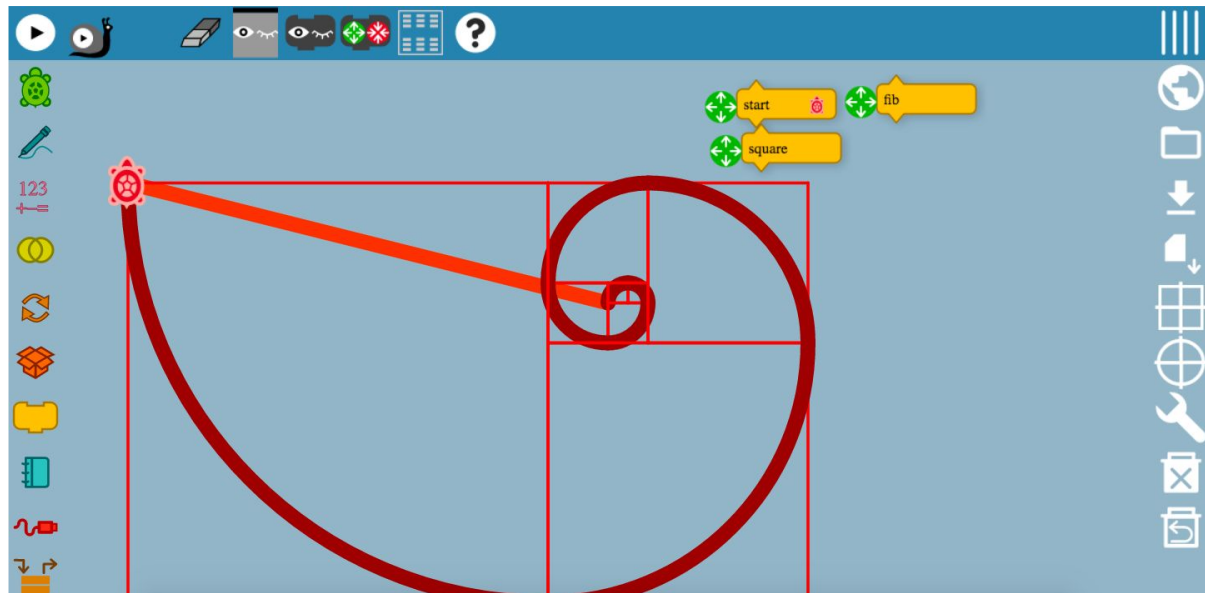 ?
start
fib
square
123
+−=